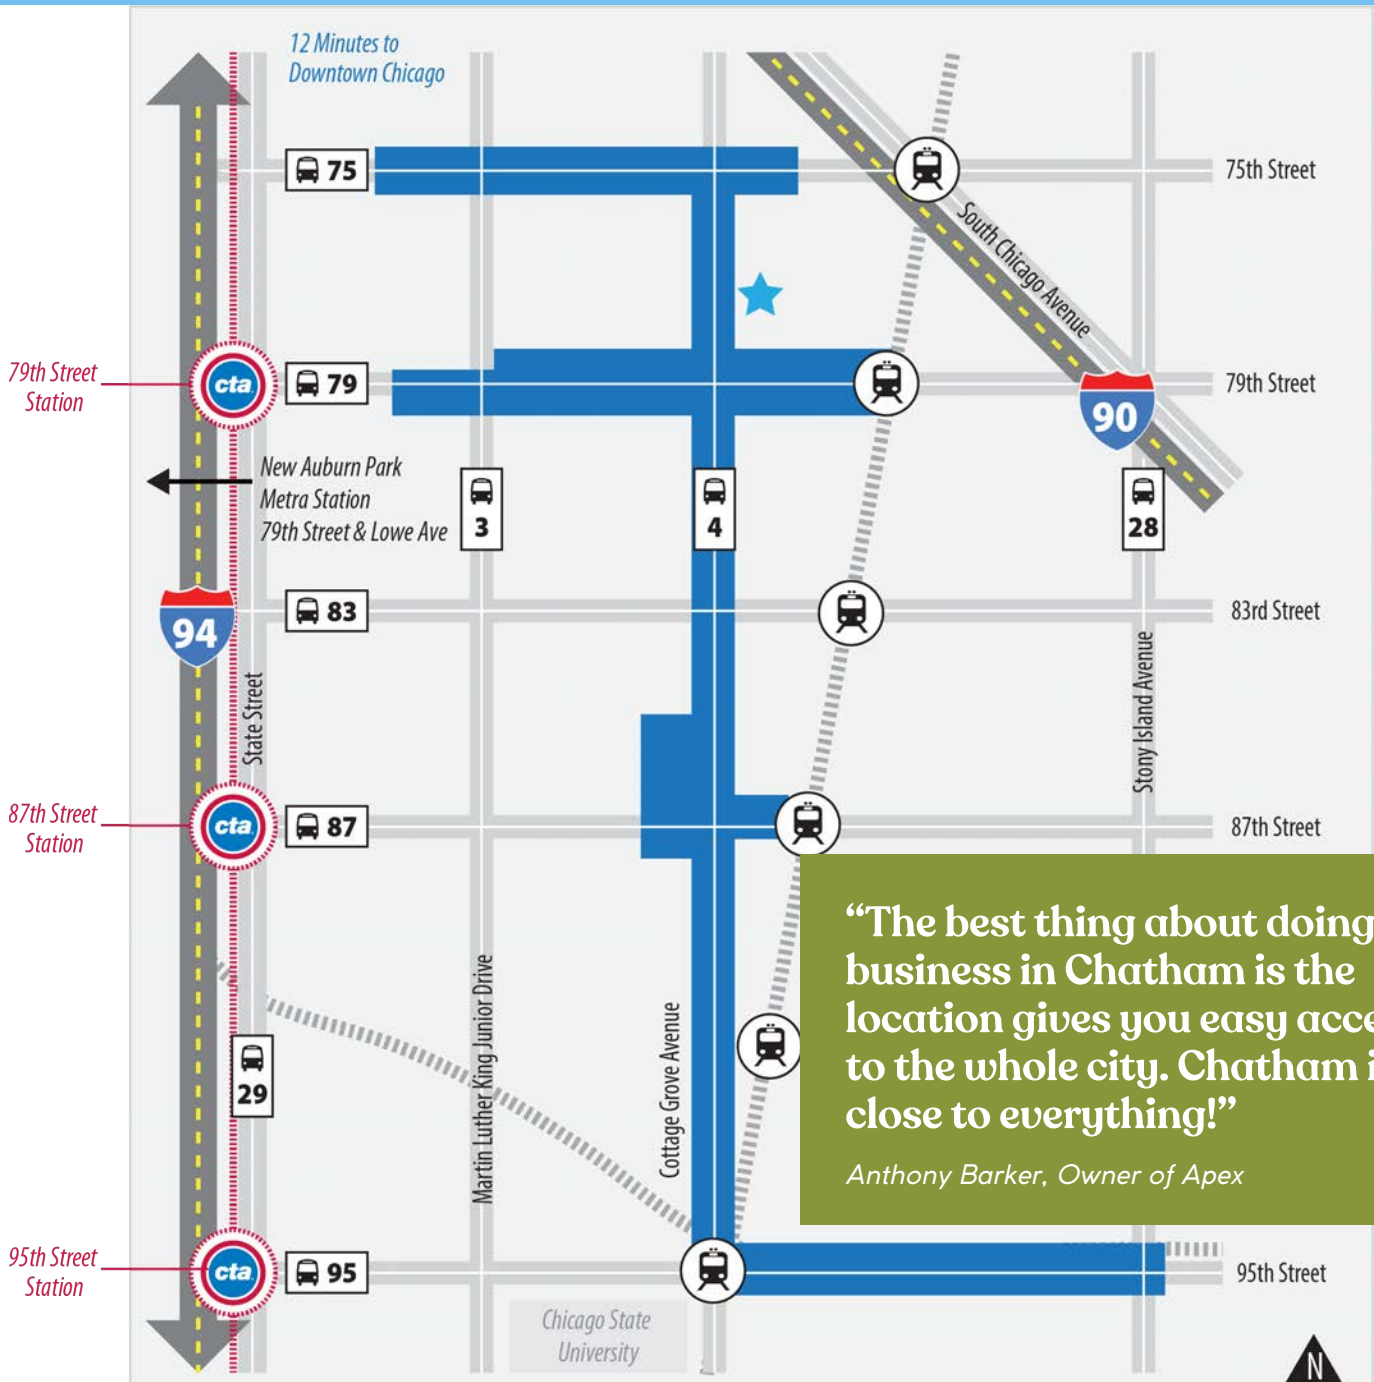 12 Minutes to
Downtown Chicago
75
75th Street
South Chicago Avenue
79th Street
Station
cta
79
79th Street
90
New Auburn Park
Metra Station
79th Street & Lowe Ave
3
4
28
94
83
83rd Street
State Street
Stony Island Avenue
87th Street
Station
cta
87
87th Street
“The best thing about doing
business in Chatham is the
location gives you easy acce
to the whole city. Chatham i
close to everything!”
Anthony Barker, Owner of Apex
Martin Luther King Junior Drive
Cottage Grove Avenue
29
95th Street
Station
cta
95
95th Street
Chicago State
University
N